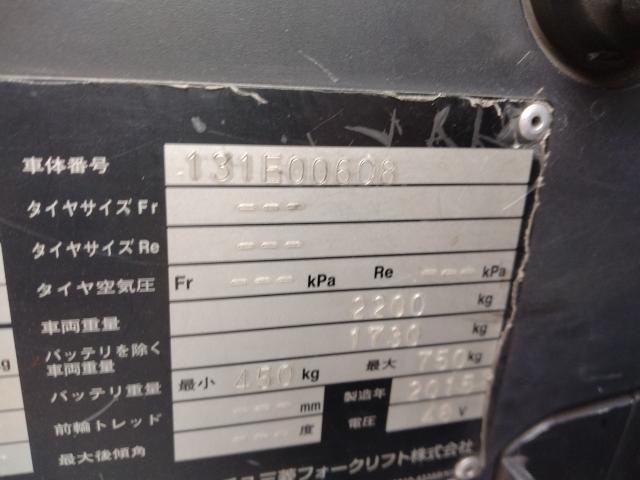 車体番号 131E00608
タイヤサイズ Fr ---
タイヤサイズ Re ---
タイヤ空気圧 Fr --- kPa Re --- kPa
車両重量 2200 kg
バッテリを除く車両重量 1730 kg
バッテリ重量 最小 450 kg 最大 750 kg
前輪トレッド --- mm 製造年 2015
最大後傾角 --- 度 電圧 48 V
三菱フォークリフト株式会社